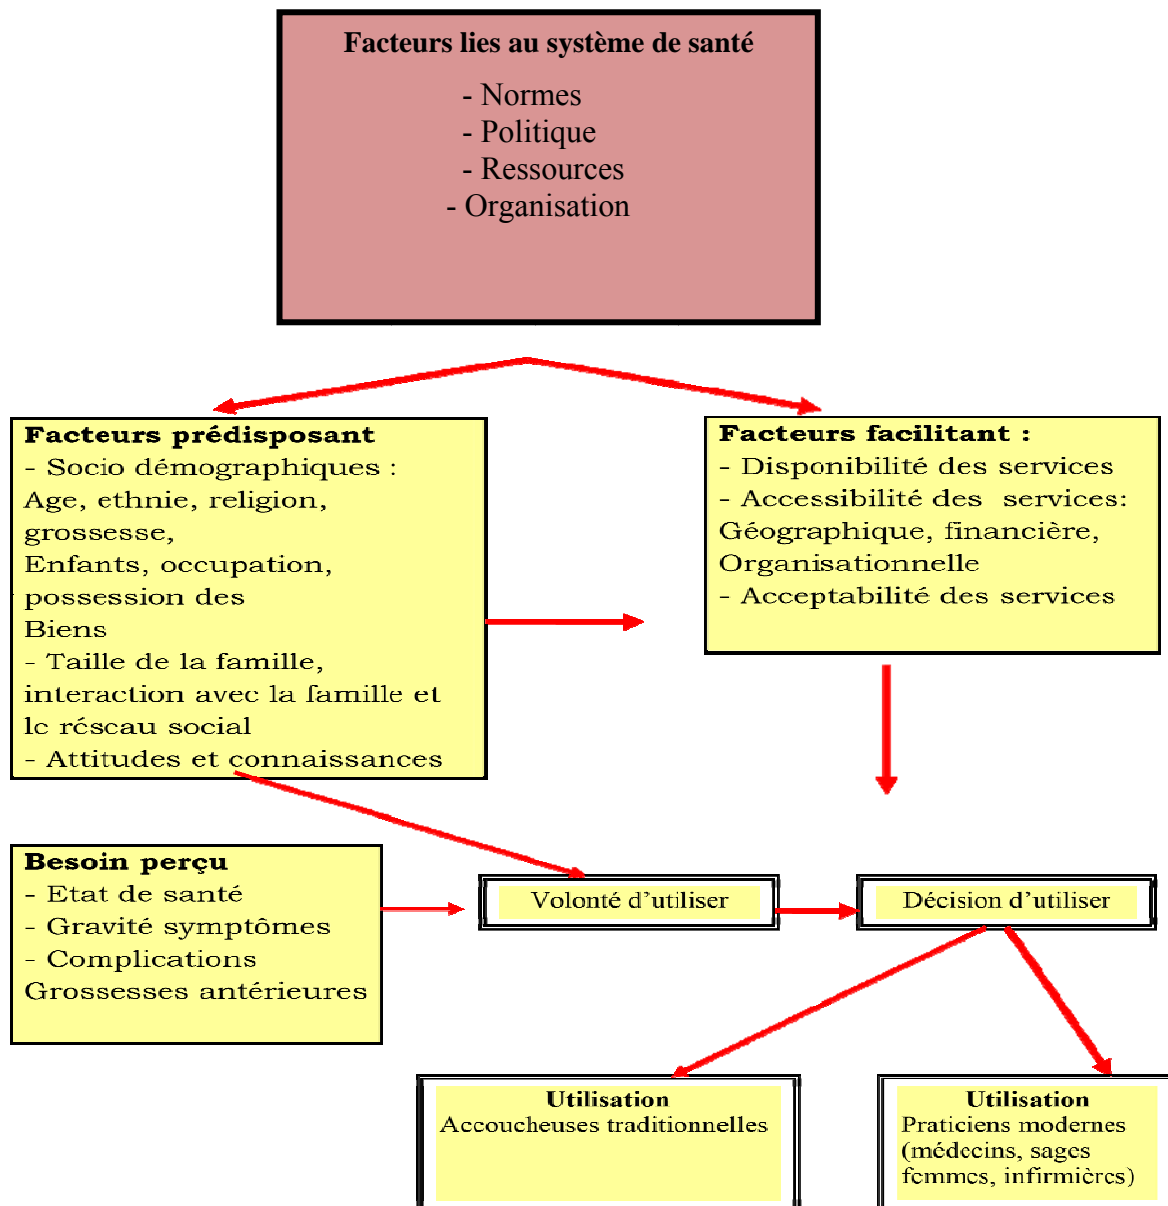 Facteurs lies au système de santé
- Normes
- Politique
- Ressources
- Organisation
Facteurs prédisposant
- Socio démographiques :
Age, ethnie, religion,
grossesse,
Enfants, occupation,
possession des
Biens
- Taille de la famille,
interaction avec la famille et
le réseau social
- Attitudes et connaissances
Facteurs facilitant :
- Disponibilité des services
- Accessibilité des services:
Géographique, financière,
Organisationnelle
- Acceptabilité des services
Besoin perçu
- Etat de santé
- Gravité symptômes
- Complications
Grossesses antérieures
Volonté d’utiliser
Décision d’utiliser
Utilisation
Accoucheuses traditionnelles
Utilisation
Praticiens modernes
(médecins, sages
femmes, infirmières)